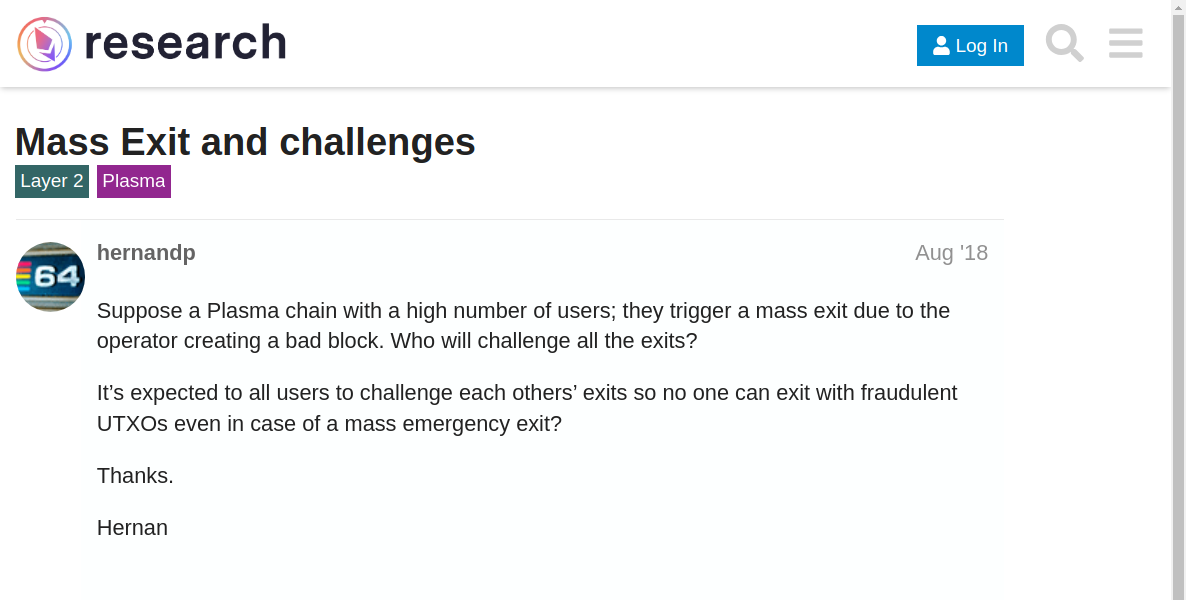 research
Log In
Mass Exit and challenges
Layer 2 Plasma
64
hernandp
Aug '18
Suppose a Plasma chain with a high number of users; they trigger a mass exit due to the
operator creating a bad block. Who will challenge all the exits?
It’s expected to all users to challenge each others’ exits so no one can exit with fraudulent
UTXOs even in case of a mass emergency exit?
Thanks.
Hernan